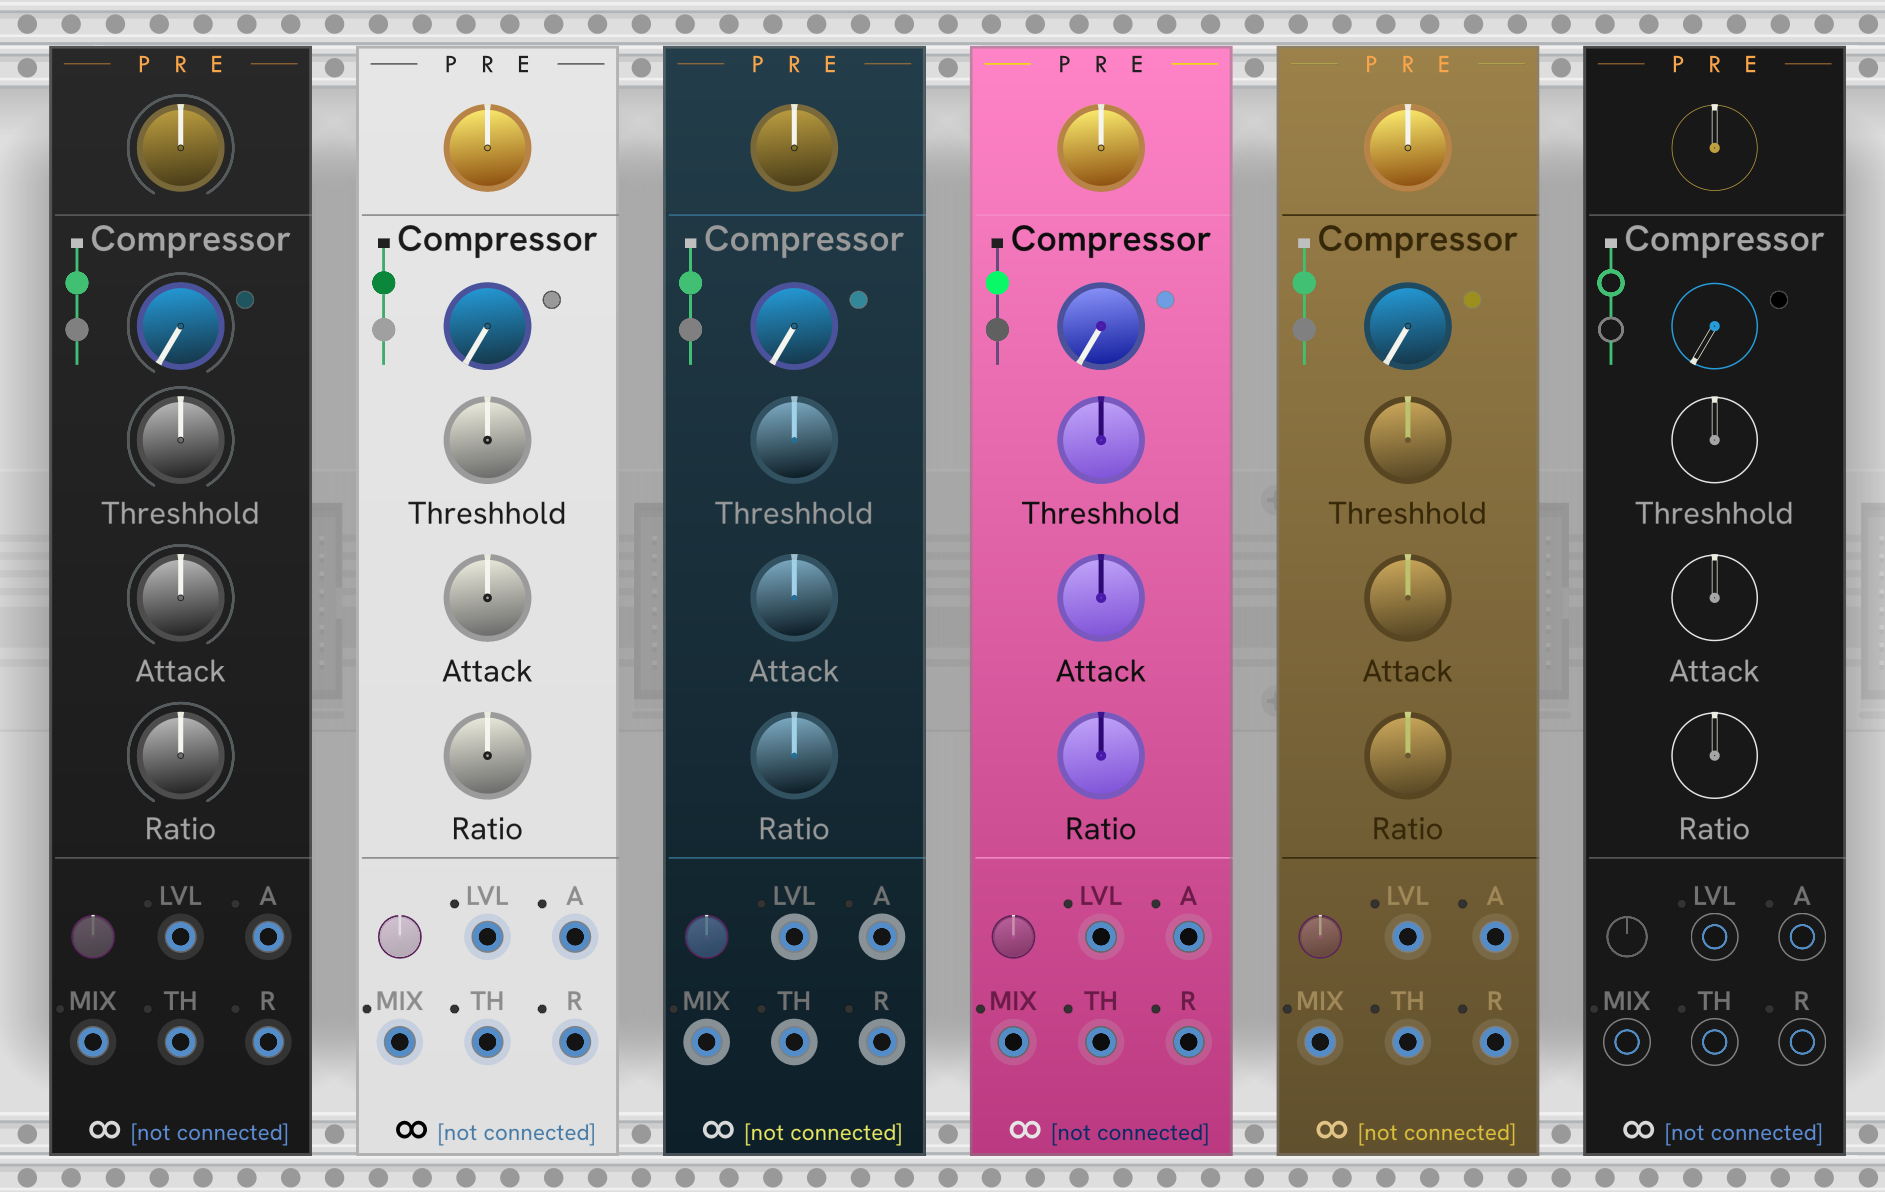 P R E
Compressor
Threshhold
Attack
Ratio
LVL A
MIX TH R
[not connected]
P R E
Compressor
Threshhold
Attack
Ratio
LVL A
MIX TH R
[not connected]
P R E
Compressor
Threshhold
Attack
Ratio
LVL A
MIX TH R
[not connected]
P R E
Compressor
Threshhold
Attack
Ratio
LVL A
MIX TH R
[not connected]
P R E
Compressor
Threshhold
Attack
Ratio
LVL A
MIX TH R
[not connected]
P R E
Compressor
Threshhold
Attack
Ratio
LVL A
MIX TH R
[not connected]